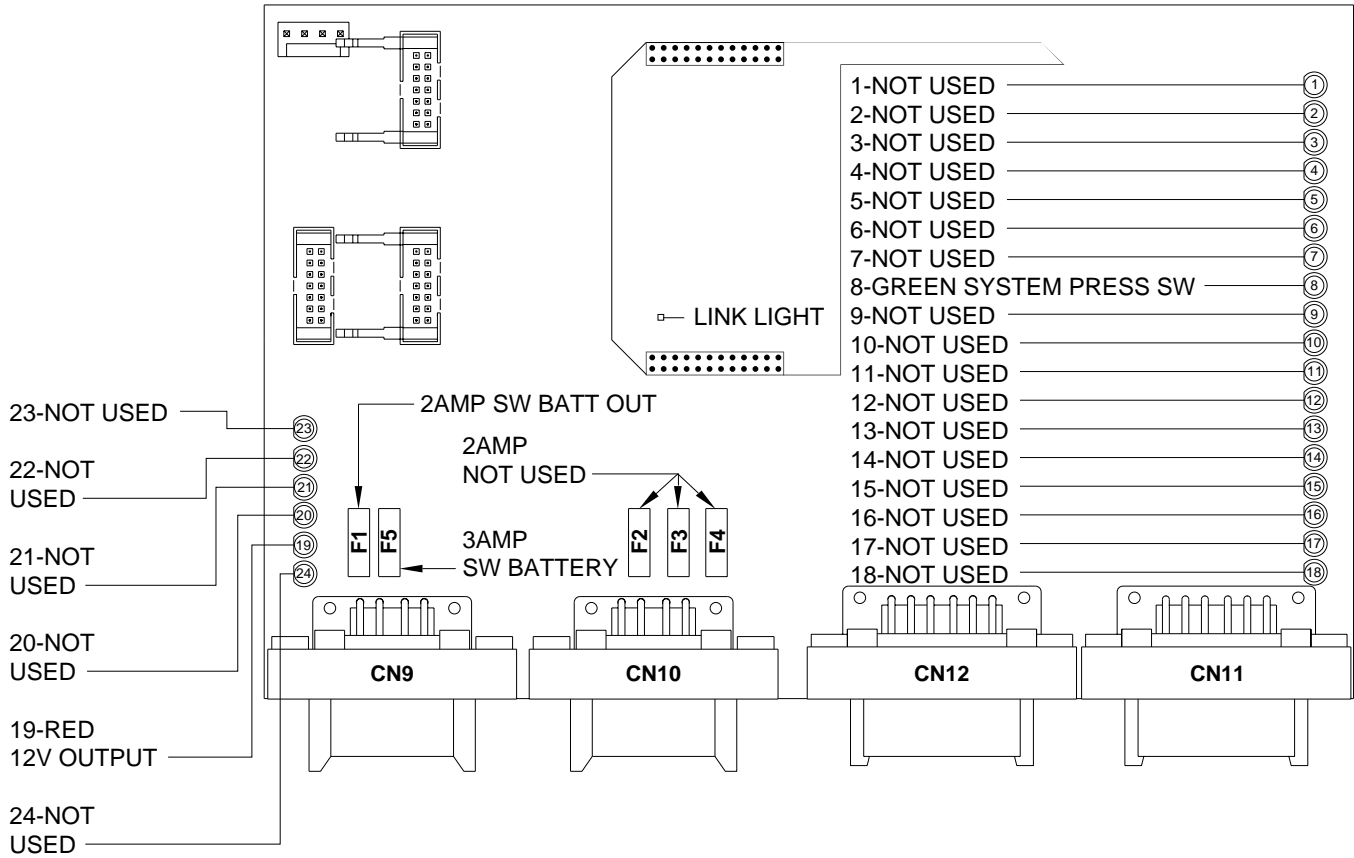 1-NOT USED
2-NOT USED
3-NOT USED
4-NOT USED
5-NOT USED
6-NOT USED
7-NOT USED
8-GREEN SYSTEM PRESS SW
9-NOT USED
10-NOT USED
11-NOT USED
12-NOT USED
13-NOT USED
14-NOT USED
15-NOT USED
16-NOT USED
17-NOT USED
18-NOT USED
1
2
3
4
5
6
7
8
9
10
11
12
13
14
15
16
17
18
LINK LIGHT
23-NOT USED
22-NOT
USED
21-NOT
USED
20-NOT
USED
19-RED
12V OUTPUT
24-NOT
USED
23
22
21
20
19
24
2AMP SW BATT OUT
2AMP
NOT USED
3AMP
SW BATTERY
F1
F5
F2
F3
F4
CN9
CN10
CN12
CN11